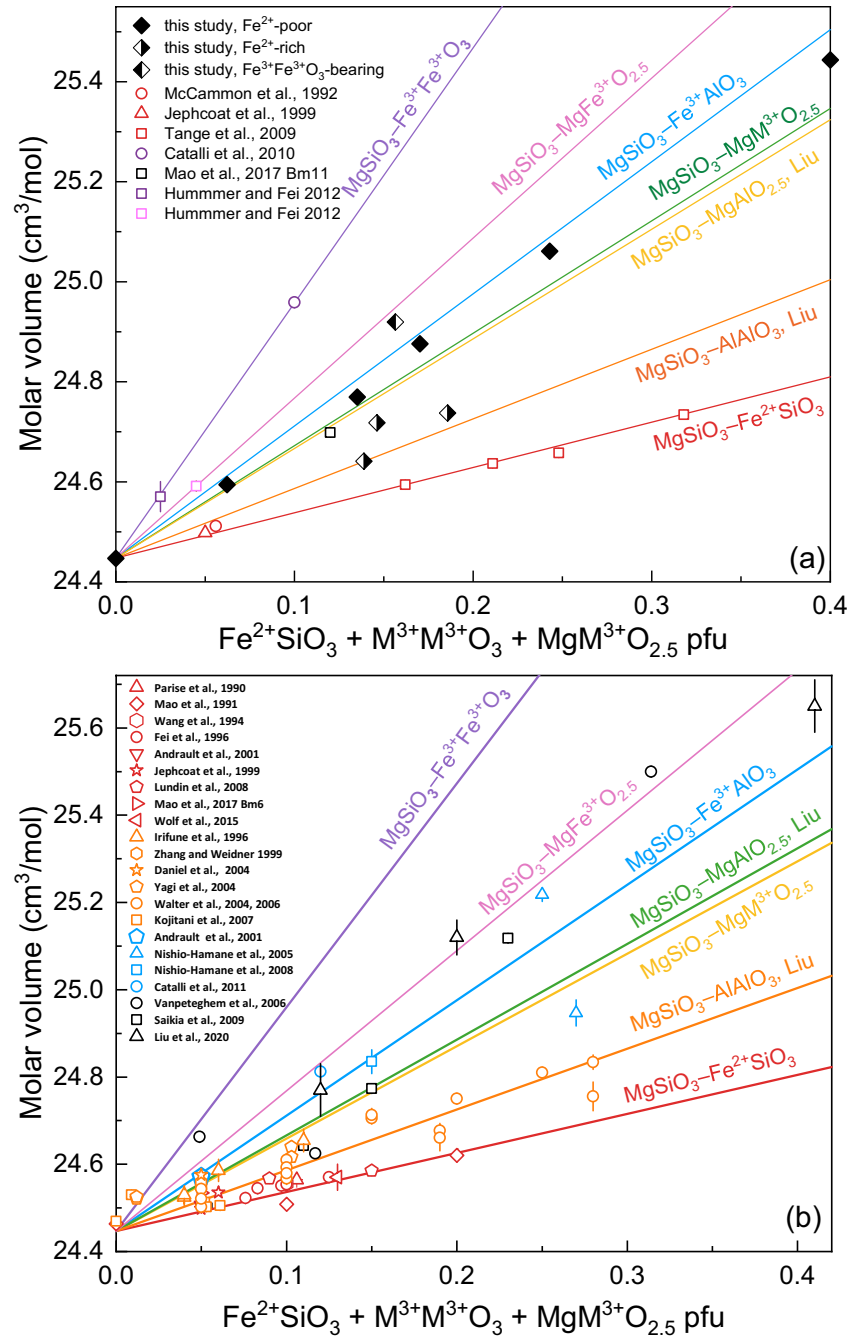 this study, Fe²⁺-poor
this study, Fe²⁺-rich
this study, Fe³⁺Fe³⁺O₃-bearing
McCammon et al., 1992
Jephcoat et al., 1999
Tange et al., 2009
Catalli et al., 2010
Mao et al., 2017 Bm11
Hummmer and Fei 2012
Hummmer and Fei 2012
MgSiO₃–Fe³⁺Fe³⁺O₃
MgSiO₃–MgFe³⁺O₂.₅
MgSiO₃–Fe³⁺AlO₃
MgSiO₃–MgM³⁺O₂.₅
MgSiO₃–MgAlO₂.₅, Liu
MgSiO₃–AlAlO₃, Liu
MgSiO₃–Fe²⁺SiO₃
(a)
Molar volume (cm³/mol)
25.4
25.2
25.0
24.8
24.6
24.4
0.0 0.1 0.2 0.3 0.4
Fe²⁺SiO₃ + M³⁺M³⁺O₃ + MgM³⁺O₂.₅ pfu
Parise et al., 1990
Mao et al., 1991
Wang et al., 1994
Fei et al., 1996
Andrault et al., 2001
Jephcoat et al., 1999
Lundin et al., 2008
Mao et al., 2017 Bm6
Wolf et al., 2015
Irifune et al., 1996
Zhang and Weidner 1999
Daniel et al., 2004
Yagi et al., 2004
Walter et al., 2004, 2006
Kojitani et al., 2007
Andrault et al., 2001
Nishio-Hamane et al., 2005
Nishio-Hamane et al., 2008
Catalli et al., 2011
Vanpeteghem et al., 2006
Saikia et al., 2009
Liu et al., 2020
MgSiO₃–Fe³⁺Fe³⁺O₃
MgSiO₃–MgFe³⁺O₂.₅
MgSiO₃–Fe³⁺AlO₃
MgSiO₃–MgAlO₂.₅, Liu
MgSiO₃–MgM³⁺O₂.₅
MgSiO₃–AlAlO₃, Liu
MgSiO₃–Fe²⁺SiO₃
(b)
Molar volume (cm³/mol)
25.6
25.4
25.2
25.0
24.8
24.6
24.4
0.0 0.1 0.2 0.3 0.4
Fe²⁺SiO₃ + M³⁺M³⁺O₃ + MgM³⁺O₂.₅ pfu